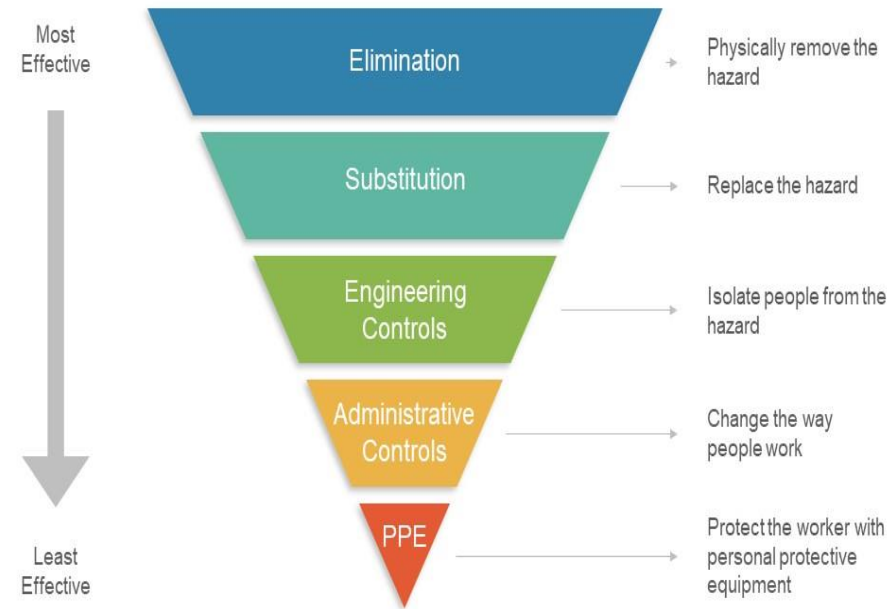 Most
Effective
Elimination
Physically remove the
hazard
Substitution
Replace the hazard
Engineering
Controls
Isolate people from the
hazard
Administrative
Controls
Change the way
people work
PPE
Protect the worker with
personal protective
equipment
Least
Effective